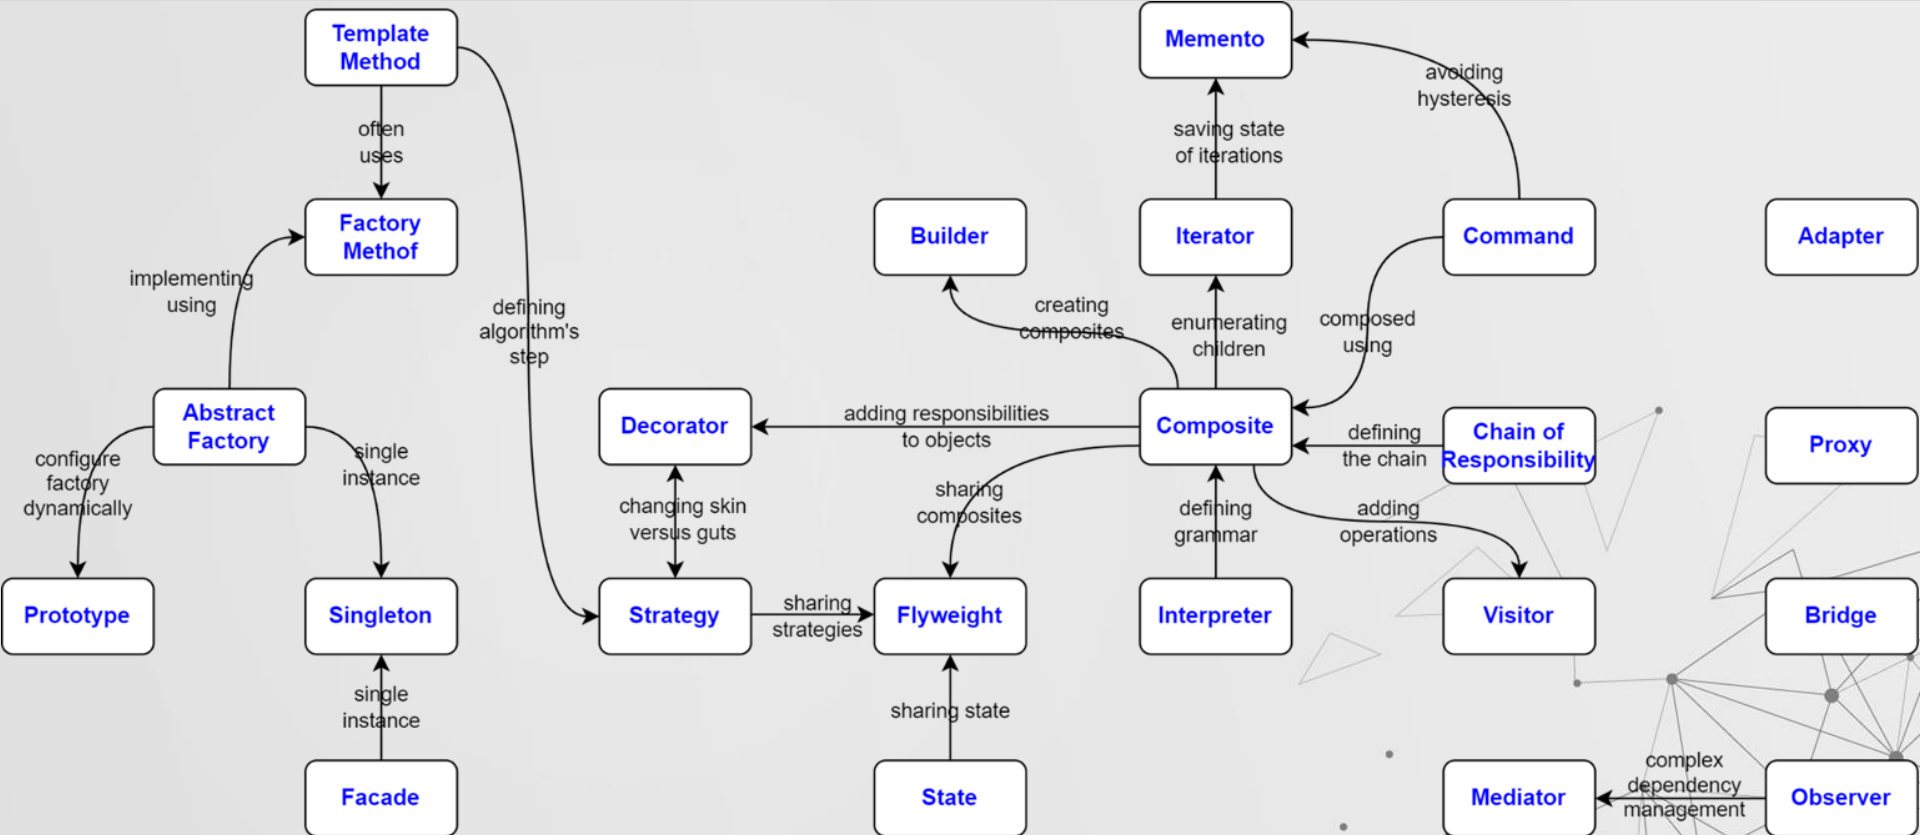 Template
Method
Memento
avoiding
hysteresis
often
uses
saving state
of iterations
Factory
Methof
Builder
Iterator
Command
Adapter
implementing
using
defining
algorithm's
step
creating
composites
enumerating
children
composed
using
Abstract
Factory
Decorator
adding responsibilities
to objects
Composite
defining
the chain
Chain of
Responsibility
Proxy
configure
factory
dynamically
single
instance
changing skin
versus guts
sharing
composites
defining
grammar
adding
operations
Prototype
Singleton
Strategy
sharing
strategies
Flyweight
Interpreter
Visitor
Bridge
single
instance
sharing state
Facade
State
Mediator
complex
dependency
management
Observer